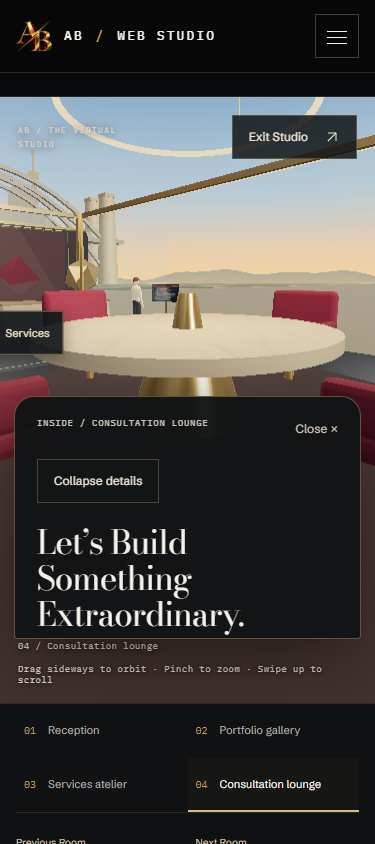 AB AB / WEB STUDIO
AB / THE VIRTUAL
STUDIO
Exit Studio
Services
INSIDE / CONSULTATION LOUNGE
Close ×
Collapse details
Let's Build
Something
Extraordinary.
04 / Consultation lounge
Drag sideways to orbit · Pinch to zoom · Swipe up to
scroll
01 Reception
02 Portfolio gallery
03 Services atelier
04 Consultation lounge
Previous Room
Next Room